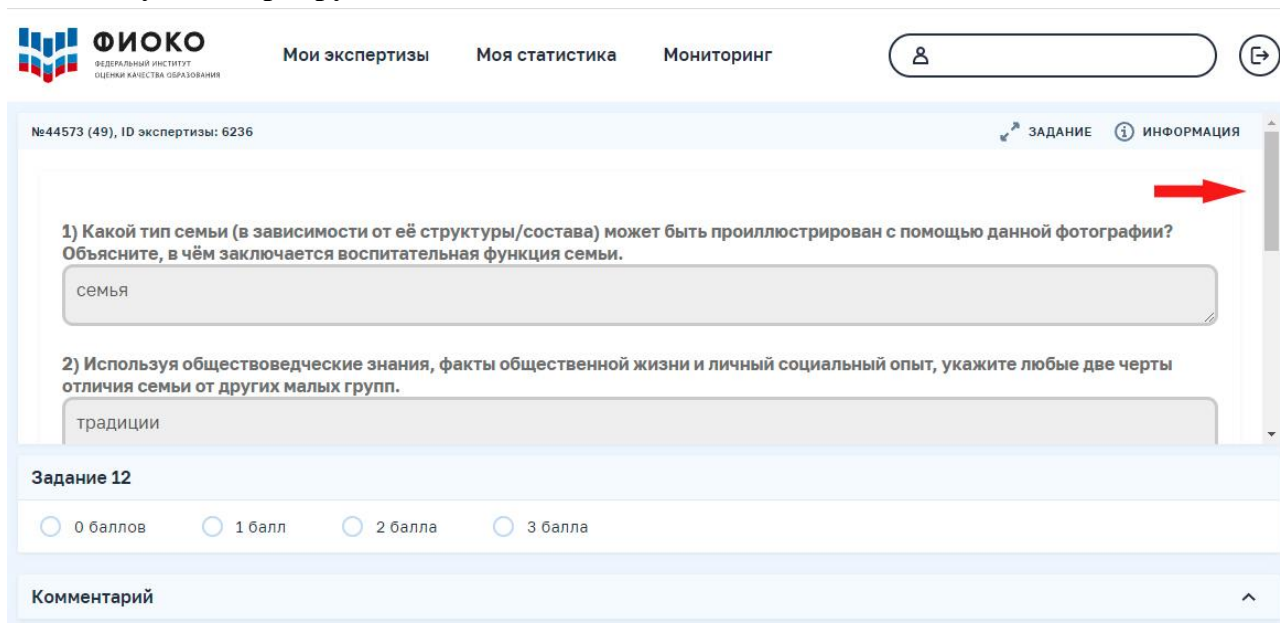 ФИОКО
ФЕДЕРАЛЬНЫЙ ИНСТИТУТ
ОЦЕНКИ КАЧЕСТВА ОБРАЗОВАНИЯ
Мои экспертизы Моя статистика Мониторинг
№44573 (49), ID экспертизы: 6236 ЗАДАНИЕ ИНФОРМАЦИЯ
1) Какой тип семьи (в зависимости от её структуры/состава) может быть проиллюстрирован с помощью данной фотографии?
Объясните, в чём заключается воспитательная функция семьи.
семья
2) Используя обществоведческие знания, факты общественной жизни и личный социальный опыт, укажите любые две черты
отличия семьи от других малых групп.
традиции
Задание 12
0 баллов 1 балл 2 балла 3 балла
Комментарий